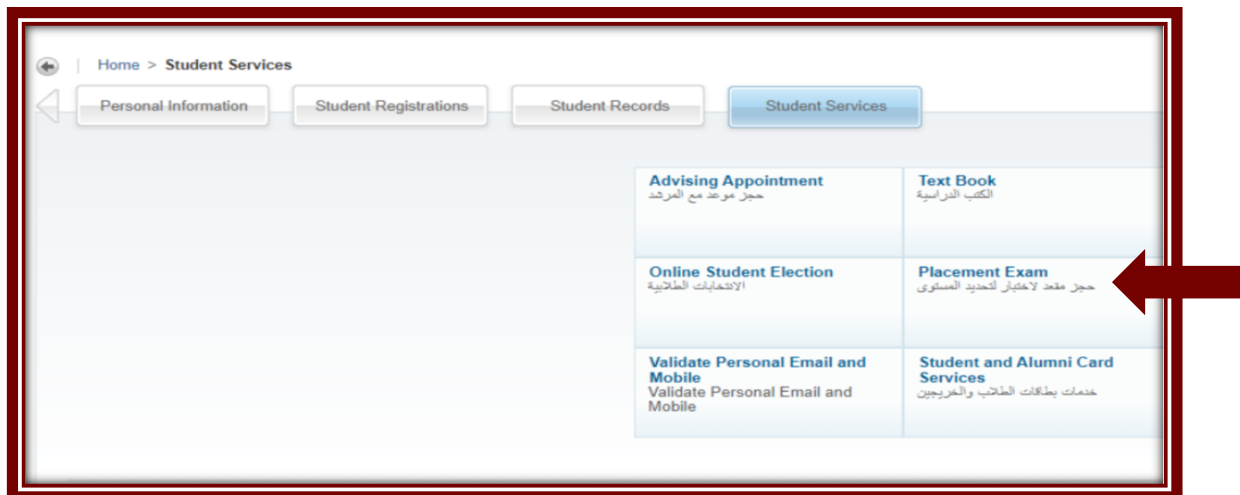 Home > Student Services
Personal Information
Student Registrations
Student Records
Student Services
Advising Appointment
حجز موعد مع المرشد
Text Book
الكتب الدراسية
Online Student Election
الانتخابات الطلابية
Placement Exam
حجز مقعد لاختبار لتحديد المستوى
Validate Personal Email and
Mobile
Validate Personal Email and
Mobile
Student and Alumni Card
Services
خدمات بطاقات الطلاب والخريجين